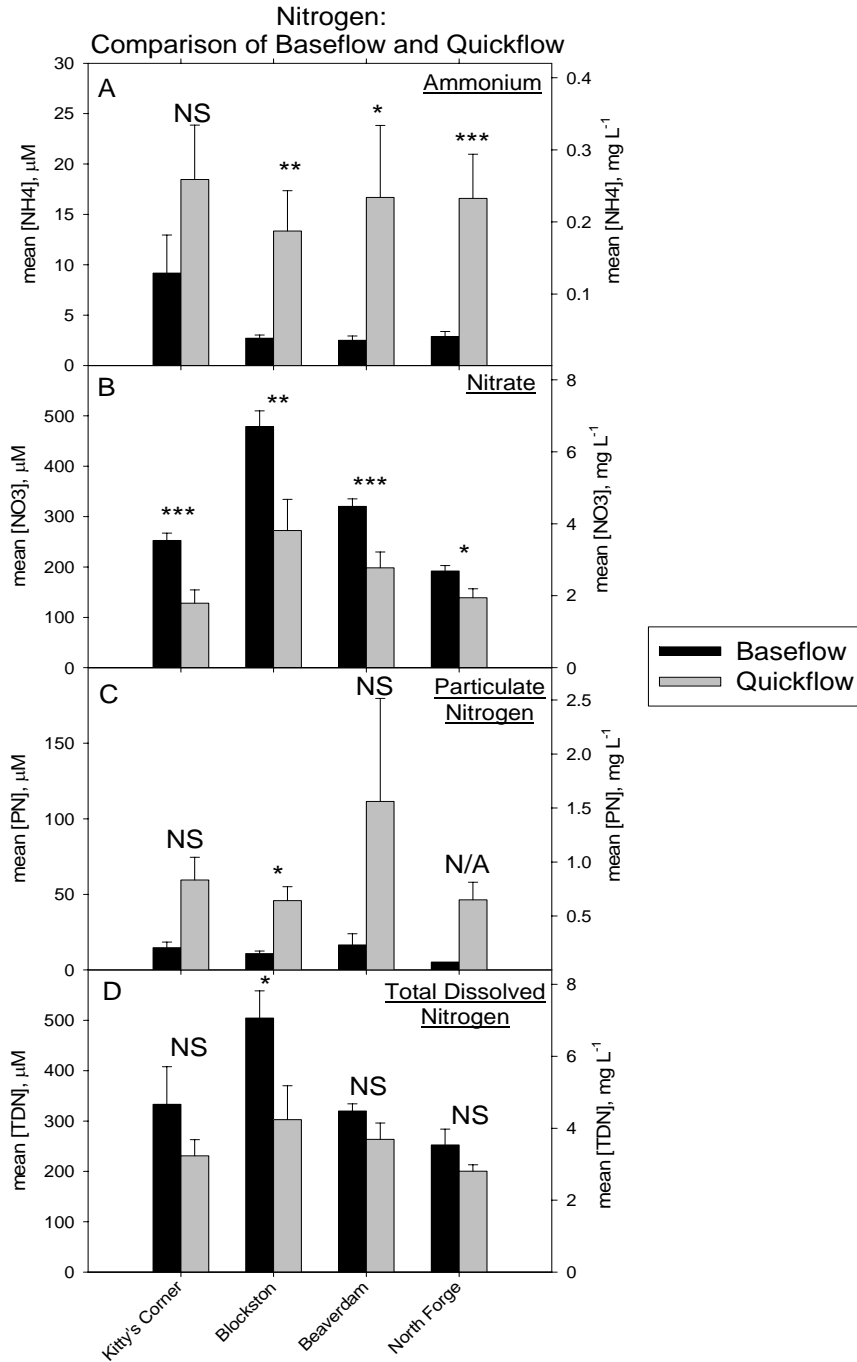 Nitrogen:
Comparison of Baseflow and Quickflow
A
Ammonium
NS
**
*
***
30
25
20
15
10
5
0
mean [NH4], μM
0.4
0.3
0.2
0.1
mean [NH4], mg L-1
B
Nitrate
***
**
***
*
500
400
300
200
100
0
mean [NO3], μM
8
6
4
2
0
mean [NO3], mg L-1
C
Particulate
Nitrogen
NS
*
NS
N/A
150
100
50
0
mean [PN], μM
2.5
2.0
1.5
1.0
0.5
mean [PN], mg L-1
D
Total Dissolved
Nitrogen
NS
*
NS
NS
500
400
300
200
100
0
mean [TDN], μM
8
6
4
2
0
mean [TDN], mg L-1
Kitty's Corner
Blockston
Beaverdam
North Forge
Baseflow
Quickflow